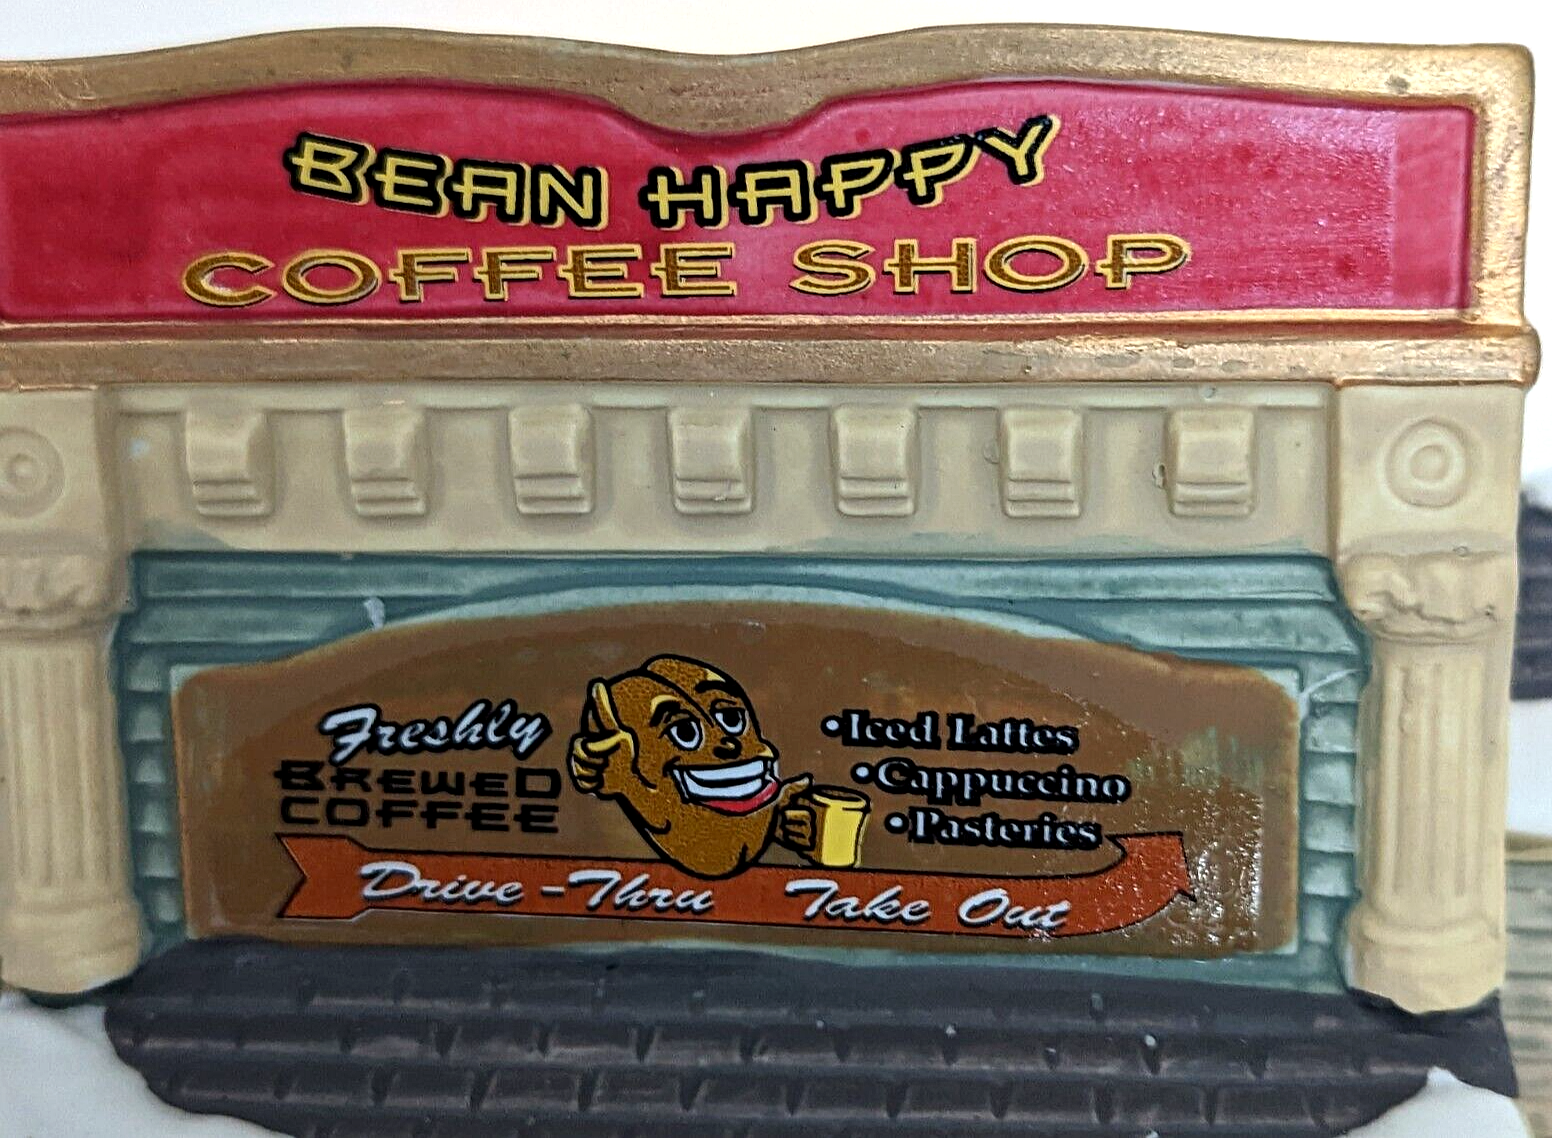 BEAN HAPPY
COFFEE SHOP
Freshly
BREWED
COFFEE
•Iced Lattes
•Cappuccino
•Pasteries
Drive-Thru Take Out